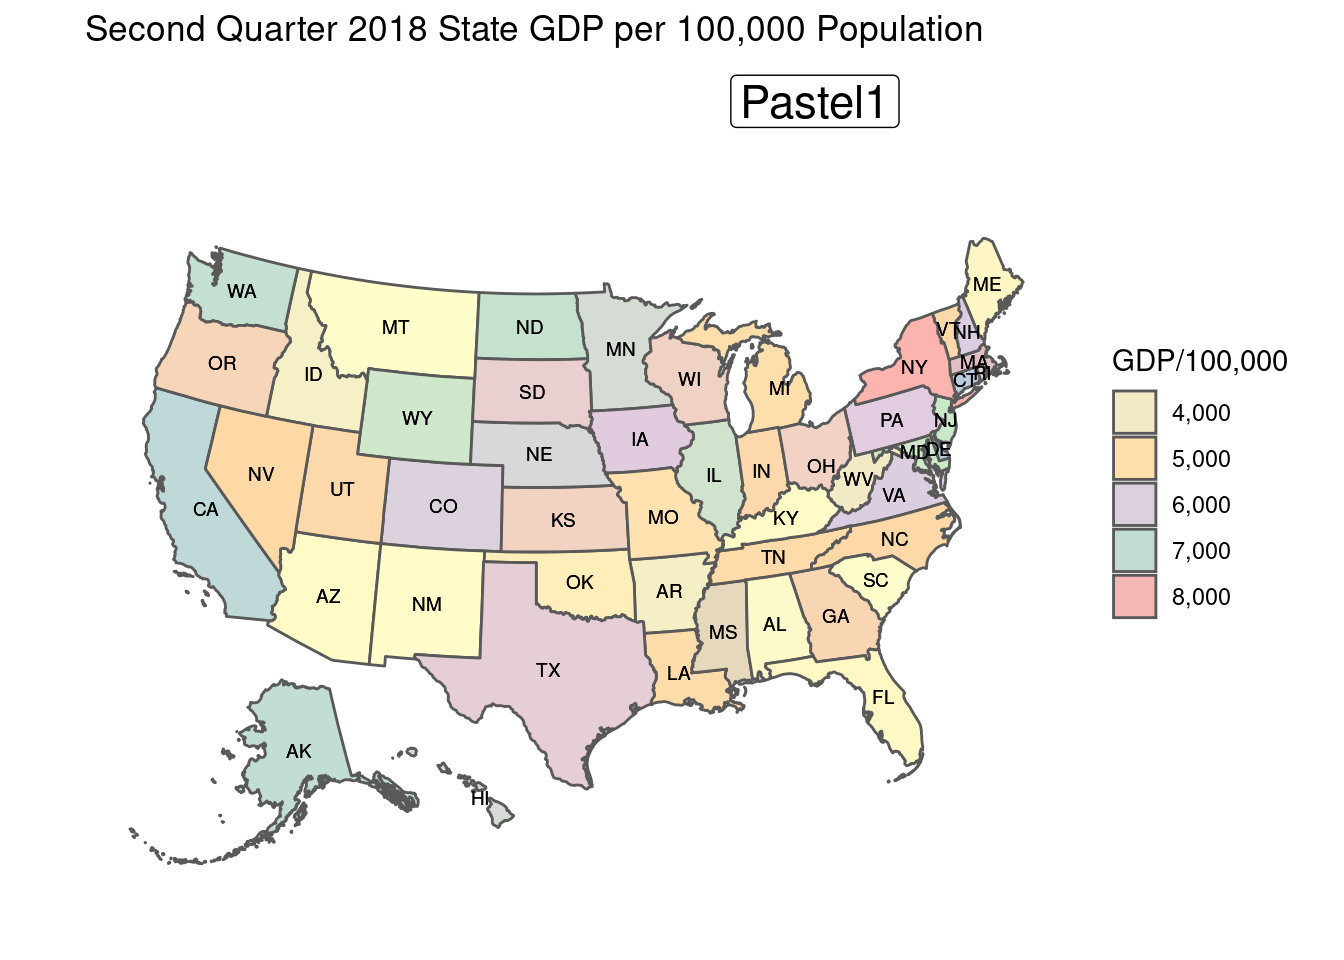 Second Quarter 2018 State GDP per 100,000 Population
Pastel1
WA
MT
ND
MN
ME
OR
ID
SD
WI
MI
NY
VT
NH
MA
CT
RI
WY
NE
IA
PA
NJ
NV
UT
CO
KS
MO
IL
IN
OH
WV
MD
DE
VA
CA
KY
AZ
NM
OK
AR
TN
NC
SC
TX
LA
MS
AL
GA
FL
AK
HI
GDP/100,000
4,000
5,000
6,000
7,000
8,000